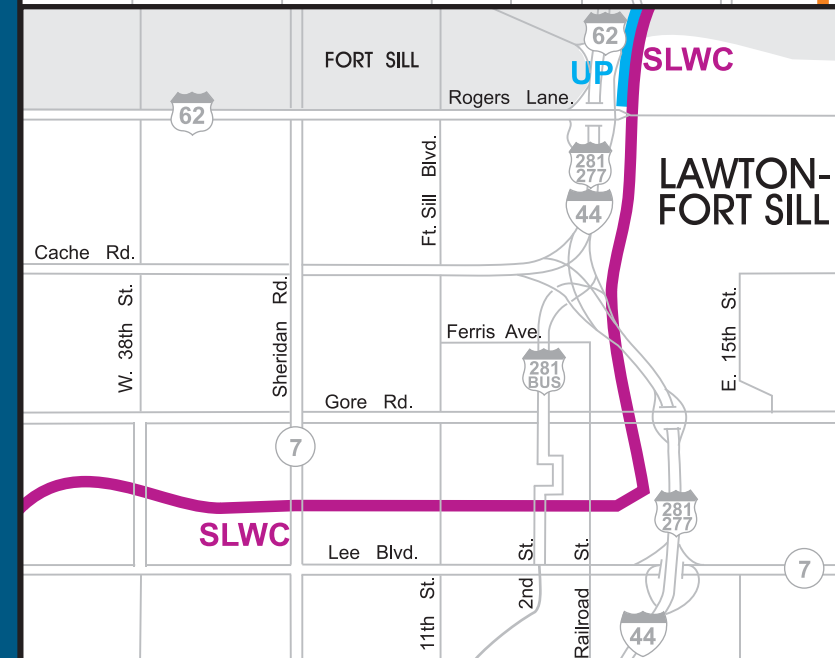 62
FORT SILL
UP
SLWC
Rogers Lane.
62
Ft. Sill Blvd.
281
277
LAWTON-
FORT SILL
44
Cache Rd.
W. 38th St.
Sheridan Rd.
E. 15th St.
Ferris Ave.
281
BUS
Gore Rd.
7
SLWC
281
277
Lee Blvd.
2nd St.
Railroad St.
7
11th St.
44